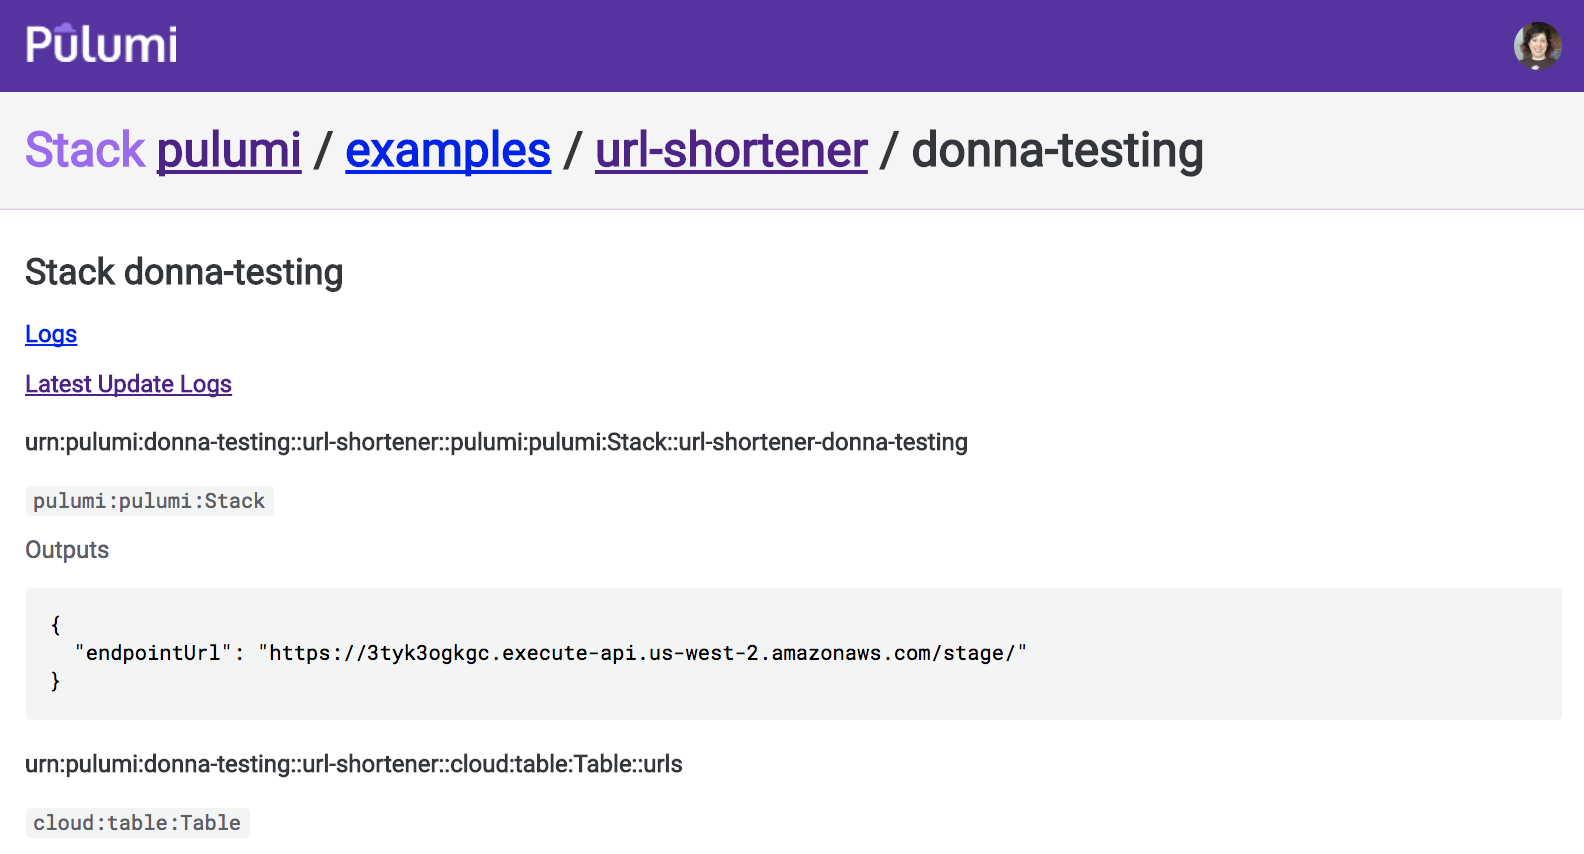 Pulumi
Stack pulumi / examples / url-shortener / donna-testing
Stack donna-testing
Logs
Latest Update Logs
urn:pulumi:donna-testing::url-shortener::pulumi:pulumi:Stack::url-shortener-donna-testing
pulumi:pulumi:Stack
Outputs
{
"endpointUrl": "https://3tyk3ogkgc.execute-api.us-west-2.amazonaws.com/stage/"
}
urn:pulumi:donna-testing::url-shortener::cloud:table:Table::urls
cloud:table:Table